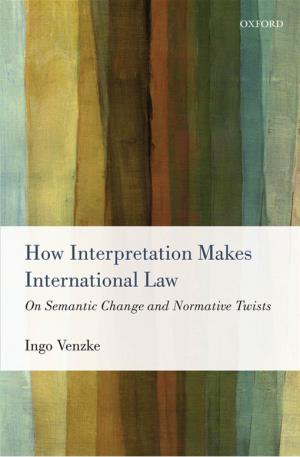 OXFORD
How Interpretation Makes
International Law
On Semantic Change and Normative Twists
Ingo Venzke